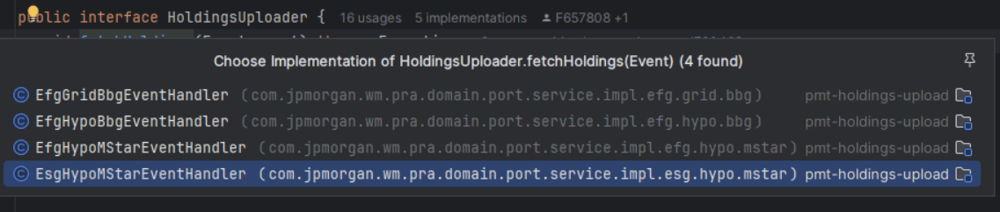 public interface HoldingsUploader { 16 usages 5 implementations F657808 +1
Choose Implementation of HoldingsUploader.fetchHoldings(Event) (4 found)
EfgGridBbgEventHandler (com.jpmorgan.wm.pra.domain.port.service.impl.efg.grid.bbg) pmt-holdings-upload
EfgHypoBbgEventHandler (com.jpmorgan.wm.pra.domain.port.service.impl.efg.hypo.bbg) pmt-holdings-upload
EfgHypoMStarEventHandler (com.jpmorgan.wm.pra.domain.port.service.impl.efg.hypo.mstar) pmt-holdings-upload
EsgHypoMStarEventHandler (com.jpmorgan.wm.pra.domain.port.service.impl.esg.hypo.mstar) pmt-holdings-upload